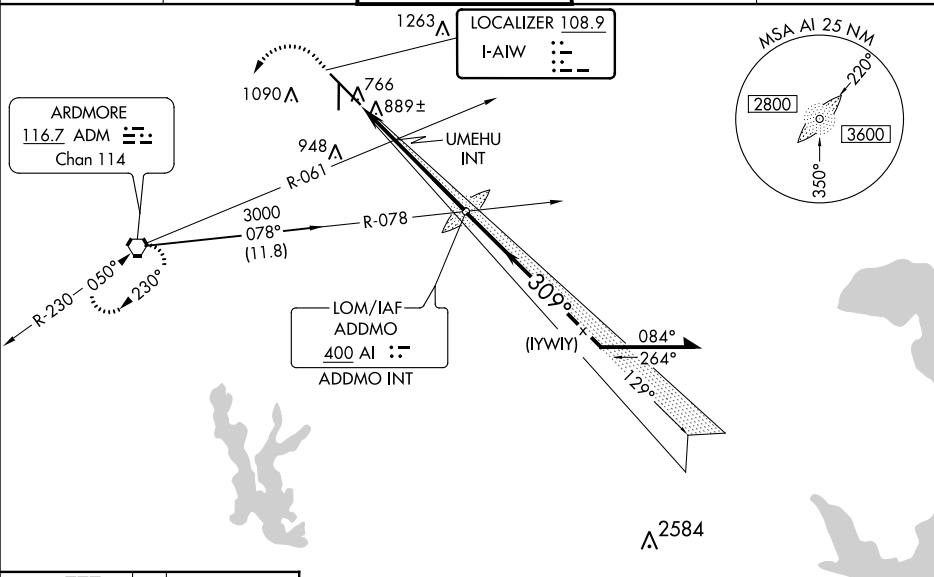 1263
LOCALIZER 108.9
I-AIW
MSA AI 25 NM
220°
2800
3600
350°
1090
766
889±
ARDMORE
116.7 ADM
Chan 114
948
UMEHU
INT
R-061
3000
078°
(11.8)
R-078
R-230
050°
230°
309°
LOM/IAF
ADDMO
400 AI
ADDMO INT
(IYWIY)
084°
264°
129°
2584